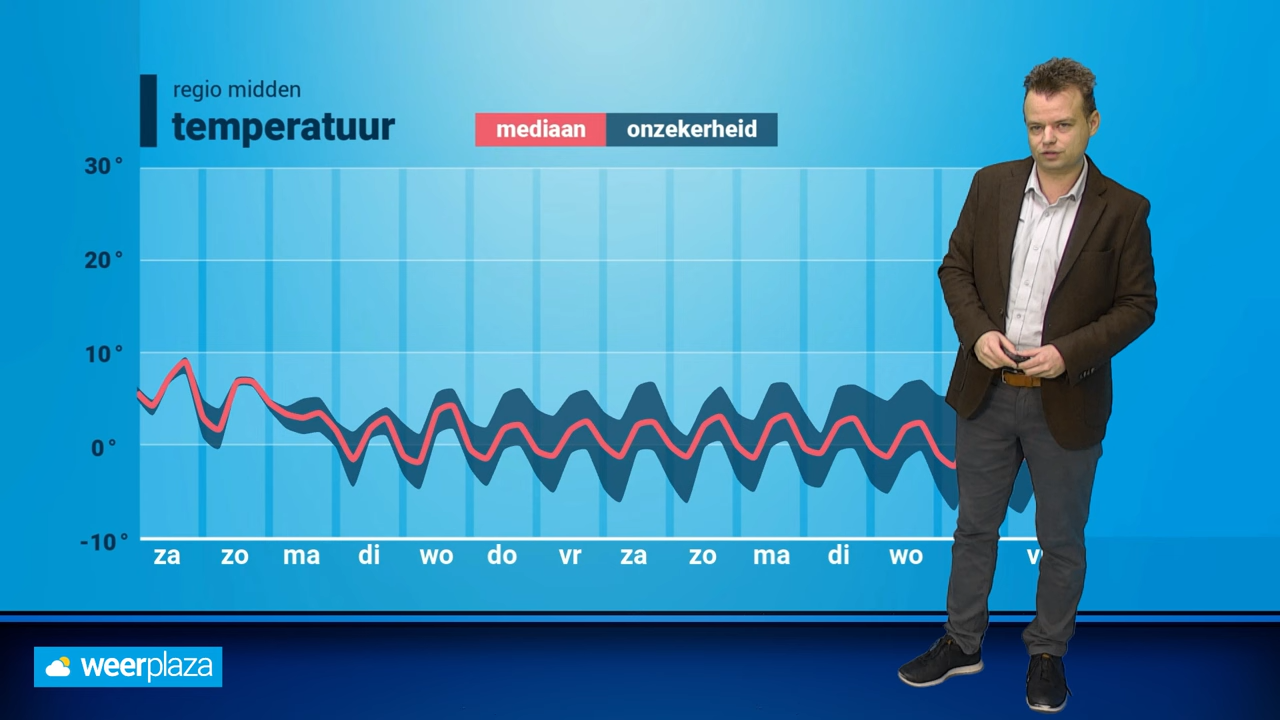 regio midden
temperatuur
mediaan onzekerheid
30°
20°
10°
0°
-10°
za zo ma di wo do vr za zo ma di wo
weerplaza